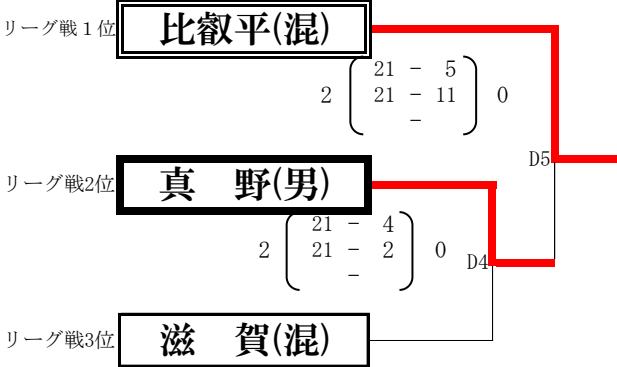 リーグ戦１位 比叡平(混)
21 - 5
2 21 - 11 0
-
D5
リーグ戦2位 真　野(男)
21 - 4
2 21 - 2 0
D4
-
リーグ戦3位 滋　賀(混)